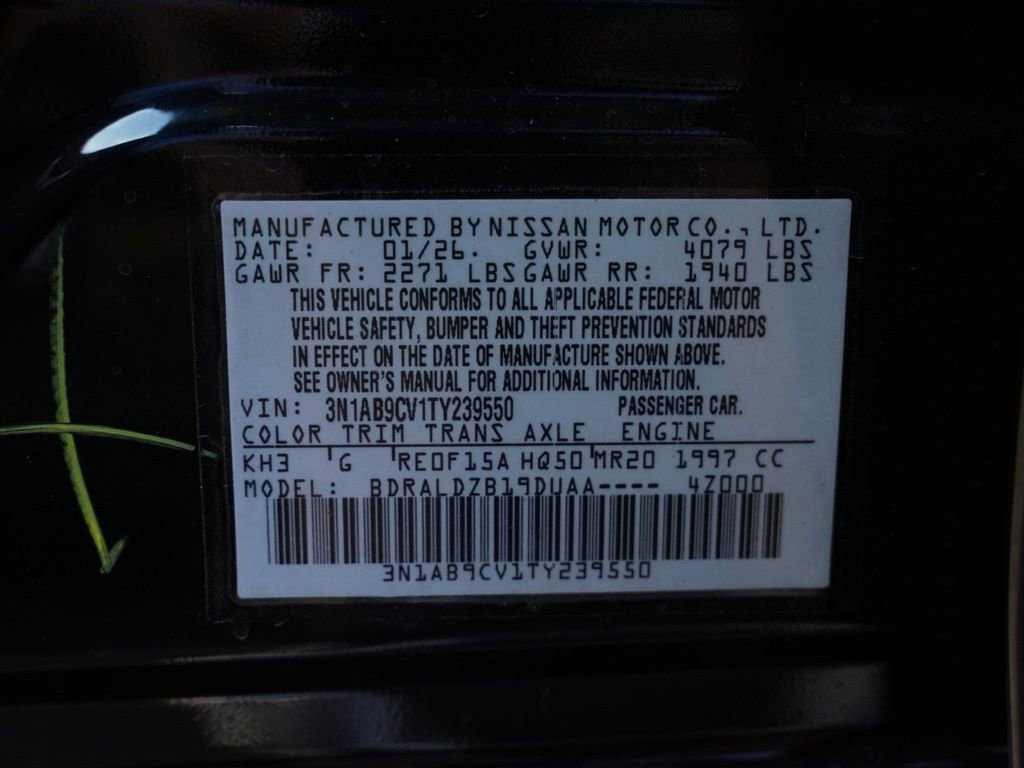 MANUFACTURED BY NISSAN MOTOR CO., LTD.
DATE: 01/26. GVWR: 4079 LBS
GAWR FR: 2271 LBS GAWR RR: 1940 LBS
THIS VEHICLE CONFORMS TO ALL APPLICABLE FEDERAL MOTOR
VEHICLE SAFETY, BUMPER AND THEFT PREVENTION STANDARDS
IN EFFECT ON THE DATE OF MANUFACTURE SHOWN ABOVE.
SEE OWNER'S MANUAL FOR ADDITIONAL INFORMATION.
VIN: 3N1AB9CV1TY239550 PASSENGER CAR.
COLOR TRIM TRANS AXLE ENGINE
KH3 G RE0F15A HQ50 MR20 1997 CC
MODEL: BDRALDZB19DUAA---- 4Z000
3N1AB9CV1TY239550